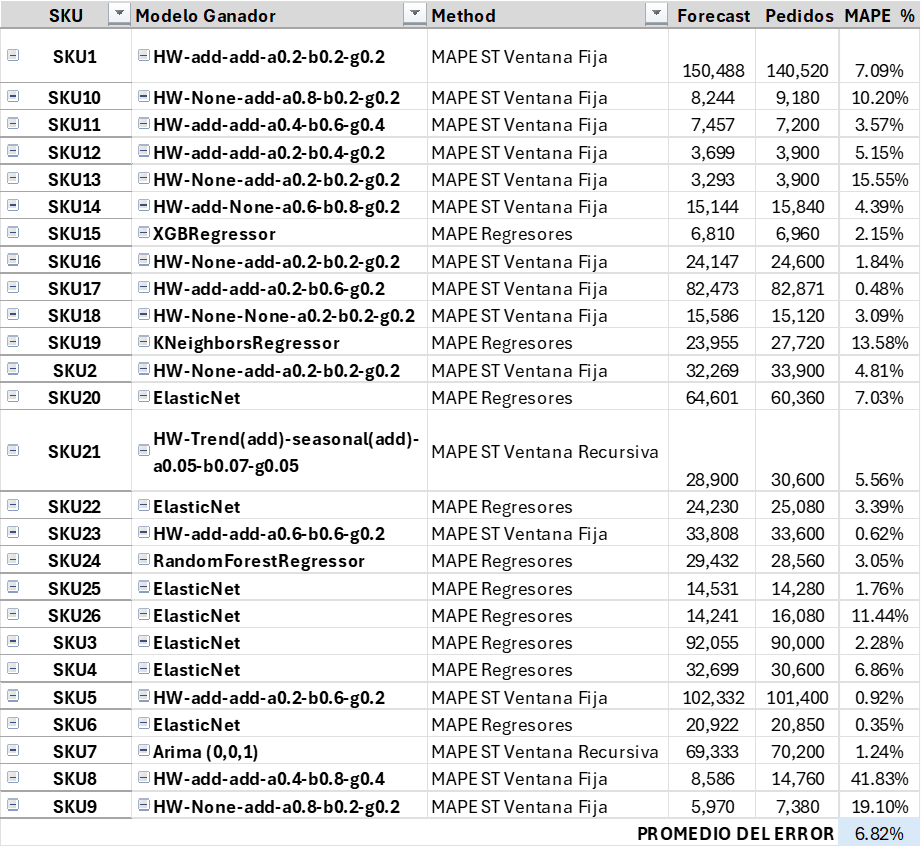 SKU Modelo Ganador Method Forecast Pedidos MAPE %
SKU1 HW-add-add-a0.2-b0.2-g0.2 MAPE ST Ventana Fija 150,488 140,520 7.09%
SKU10 HW-None-add-a0.8-b0.2-g0.2 MAPE ST Ventana Fija 8,244 9,180 10.20%
SKU11 HW-add-add-a0.4-b0.6-g0.4 MAPE ST Ventana Fija 7,457 7,200 3.57%
SKU12 HW-add-add-a0.2-b0.4-g0.2 MAPE ST Ventana Fija 3,699 3,900 5.15%
SKU13 HW-None-add-a0.2-b0.2-g0.2 MAPE ST Ventana Fija 3,293 3,900 15.55%
SKU14 HW-add-None-a0.6-b0.8-g0.2 MAPE ST Ventana Fija 15,144 15,840 4.39%
SKU15 XGBRegressor MAPE Regresores 6,810 6,960 2.15%
SKU16 HW-None-add-a0.2-b0.2-g0.2 MAPE ST Ventana Fija 24,147 24,600 1.84%
SKU17 HW-add-add-a0.2-b0.6-g0.2 MAPE ST Ventana Fija 82,473 82,871 0.48%
SKU18 HW-None-None-a0.2-b0.2-g0.2 MAPE ST Ventana Fija 15,586 15,120 3.09%
SKU19 KNeighborsRegressor MAPE Regresores 23,955 27,720 13.58%
SKU2 HW-None-add-a0.2-b0.2-g0.2 MAPE ST Ventana Fija 32,269 33,900 4.81%
SKU20 ElasticNet MAPE Regresores 64,601 60,360 7.03%
HW-Trend(add)-seasonal(add)-
SKU21 a0.05-b0.07-g0.05 MAPE ST Ventana Recursiva 28,900 30,600 5.56%
SKU22 ElasticNet MAPE Regresores 24,230 25,080 3.39%
SKU23 HW-add-add-a0.6-b0.6-g0.2 MAPE ST Ventana Fija 33,808 33,600 0.62%
SKU24 RandomForestRegressor MAPE Regresores 29,432 28,560 3.05%
SKU25 ElasticNet MAPE Regresores 14,531 14,280 1.76%
SKU26 ElasticNet MAPE Regresores 14,241 16,080 11.44%
SKU3 ElasticNet MAPE Regresores 92,055 90,000 2.28%
SKU4 ElasticNet MAPE Regresores 32,699 30,600 6.86%
SKU5 HW-add-add-a0.2-b0.6-g0.2 MAPE ST Ventana Fija 102,332 101,400 0.92%
SKU6 ElasticNet MAPE Regresores 20,922 20,850 0.35%
SKU7 Arima (0,0,1) MAPE ST Ventana Recursiva 69,333 70,200 1.24%
SKU8 HW-add-add-a0.4-b0.8-g0.4 MAPE ST Ventana Fija 8,586 14,760 41.83%
SKU9 HW-None-add-a0.8-b0.2-g0.2 MAPE ST Ventana Fija 5,970 7,380 19.10%
PROMEDIO DEL ERROR 6.82%